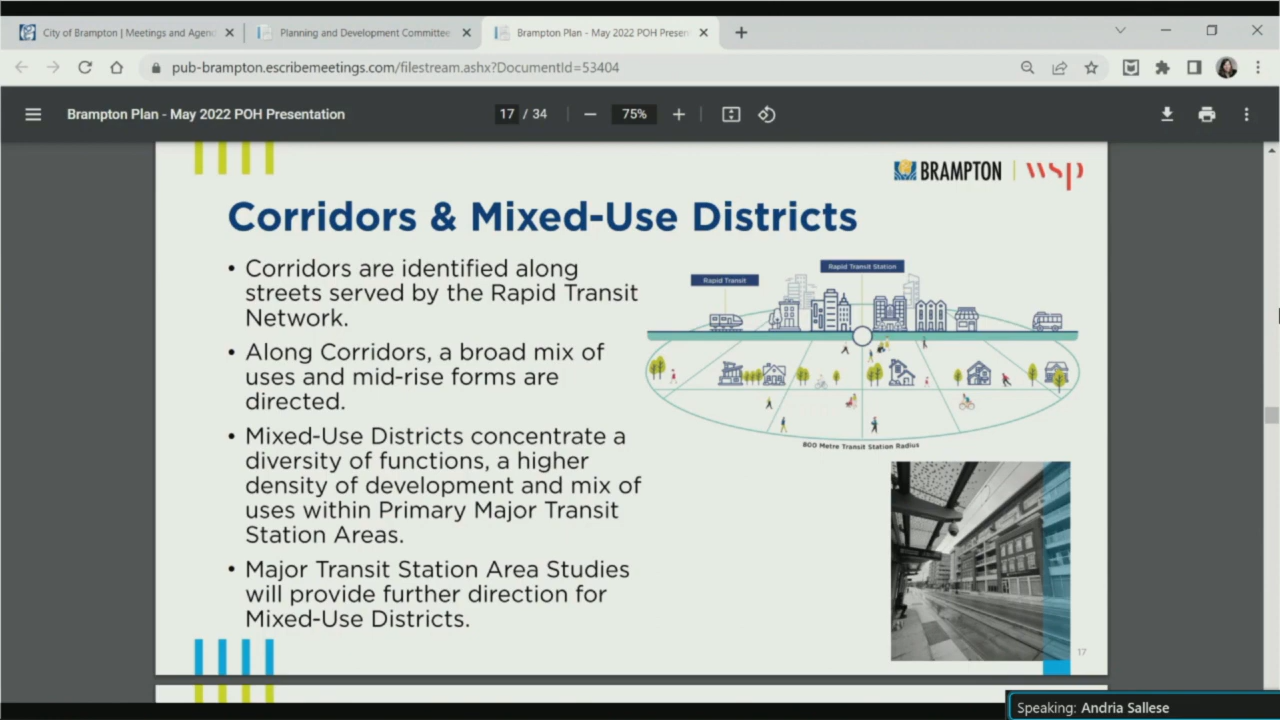 City of Brampton | Meetings and Agen
Planning and Development Committee
Brampton Plan - May 2022 POH Presen
pub-brampton.escribemeetings.com/filestream.ashx?DocumentId=53404
Brampton Plan - May 2022 POH Presentation
17 / 34
75%
BRAMPTON | wsp
Corridors & Mixed-Use Districts
• Corridors are identified along
streets served by the Rapid Transit
Network.
• Along Corridors, a broad mix of
uses and mid-rise forms are
directed.
• Mixed-Use Districts concentrate a
diversity of functions, a higher
density of development and mix of
uses within Primary Major Transit
Station Areas.
• Major Transit Station Area Studies
will provide further direction for
Mixed-Use Districts.
Rapid Transit
Rapid Transit Station
800 Metre Transit Station Radius
17
Speaking: Andria Sallese